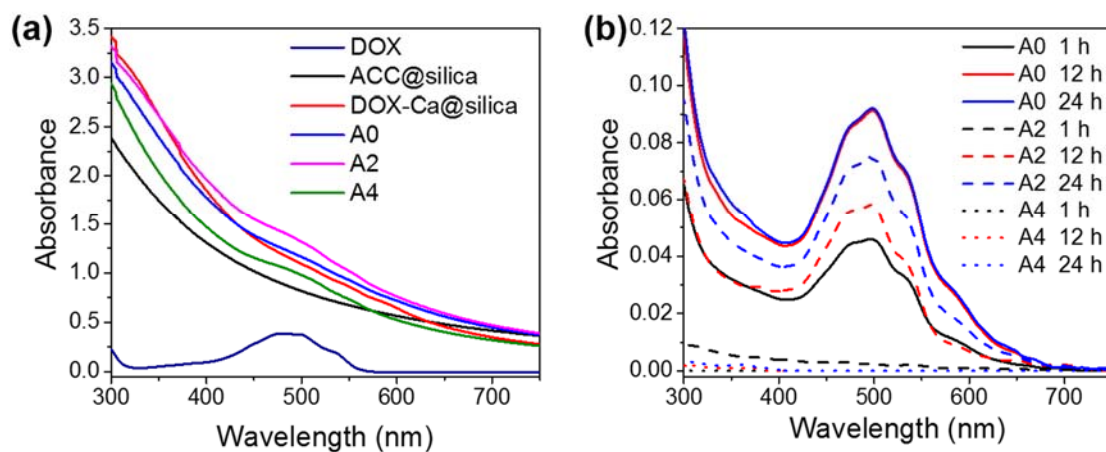 (a)
3.5
3.0
2.5
2.0
1.5
1.0
0.5
0.0
Absorbance
300 400 500 600 700
Wavelength (nm)
DOX
ACC@silica
DOX-Ca@silica
A0
A2
A4
(b)
0.12
0.10
0.08
0.06
0.04
0.02
0.00
Absorbance
300 400 500 600 700
Wavelength (nm)
A0 1 h
A0 12 h
A0 24 h
A2 1 h
A2 12 h
A2 24 h
A4 1 h
A4 12 h
A4 24 h